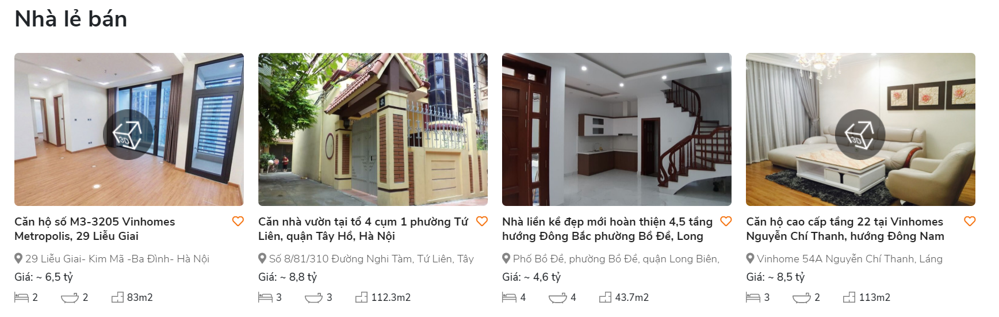 Nhà lẻ bán
3D
8
3D
Căn hộ số M3-3205 Vinhomes
Metropolis, 29 Liễu Giai
29 Liễu Giai- Kim Mã -Ba Đình- Hà Nội
Giá: ~ 6,5 tỷ
2 2 83m2
Căn nhà vườn tại tổ 4 cụm 1 phường Tứ
Liên, quận Tây Hồ, Hà Nội
Số 8/81/310 Đường Nghi Tàm, Tứ Liên, Tây
Giá: ~ 8,8 tỷ
3 3 112.3m2
Nhà liền kề đẹp mới hoàn thiện 4,5 tầng
hướng Đông Bắc phường Bồ Đề, Long
Phố Bồ Đề, phường Bồ Đề, quận Long Biên,
Giá: ~ 4,6 tỷ
4 4 43.7m2
Căn hộ cao cấp tầng 22 tại Vinhomes
Nguyễn Chí Thanh, hướng Đông Nam
Vinhome 54A Nguyễn Chí Thanh, Láng
Giá: ~ 8,5 tỷ
3 2 113m2